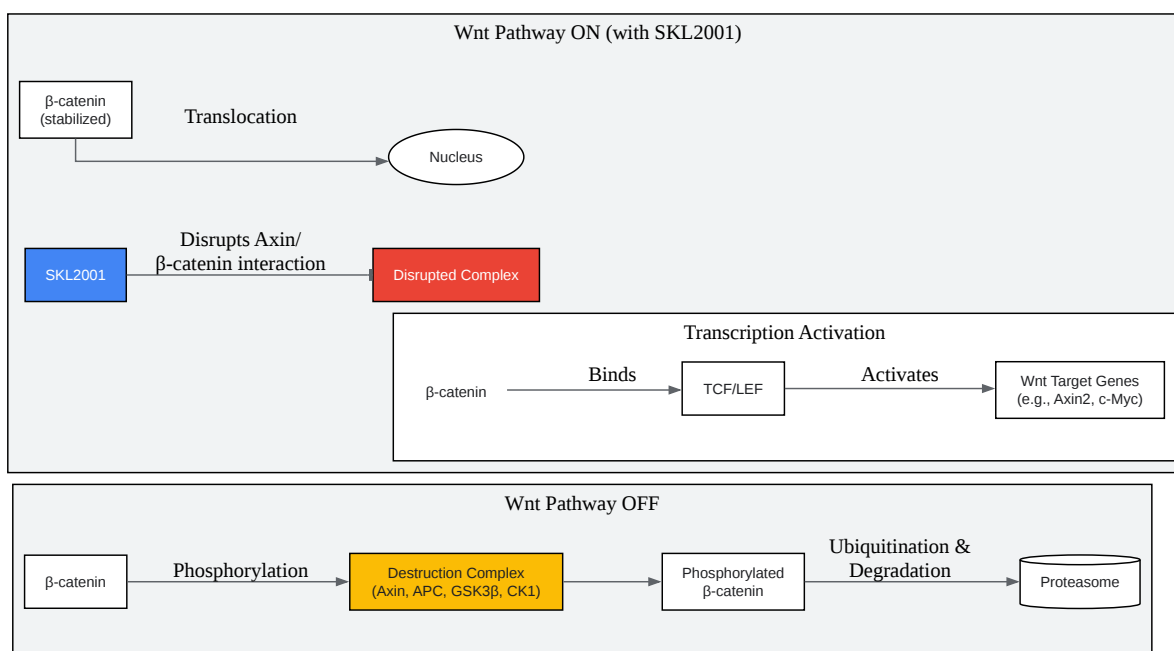 Wnt Pathway ON (with SKL2001)
β-catenin
(stabilized)
Translocation
Nucleus
SKL2001
Disrupts Axin/
β-catenin interaction
Disrupted Complex
Transcription Activation
β-catenin
Binds
TCF/LEF
Activates
Wnt Target Genes
(e.g., Axin2, c-Myc)
Wnt Pathway OFF
β-catenin
Phosphorylation
Destruction Complex
(Axin, APC, GSK3β, CK1)
Phosphorylated
β-catenin
Ubiquitination &
Degradation
Proteasome